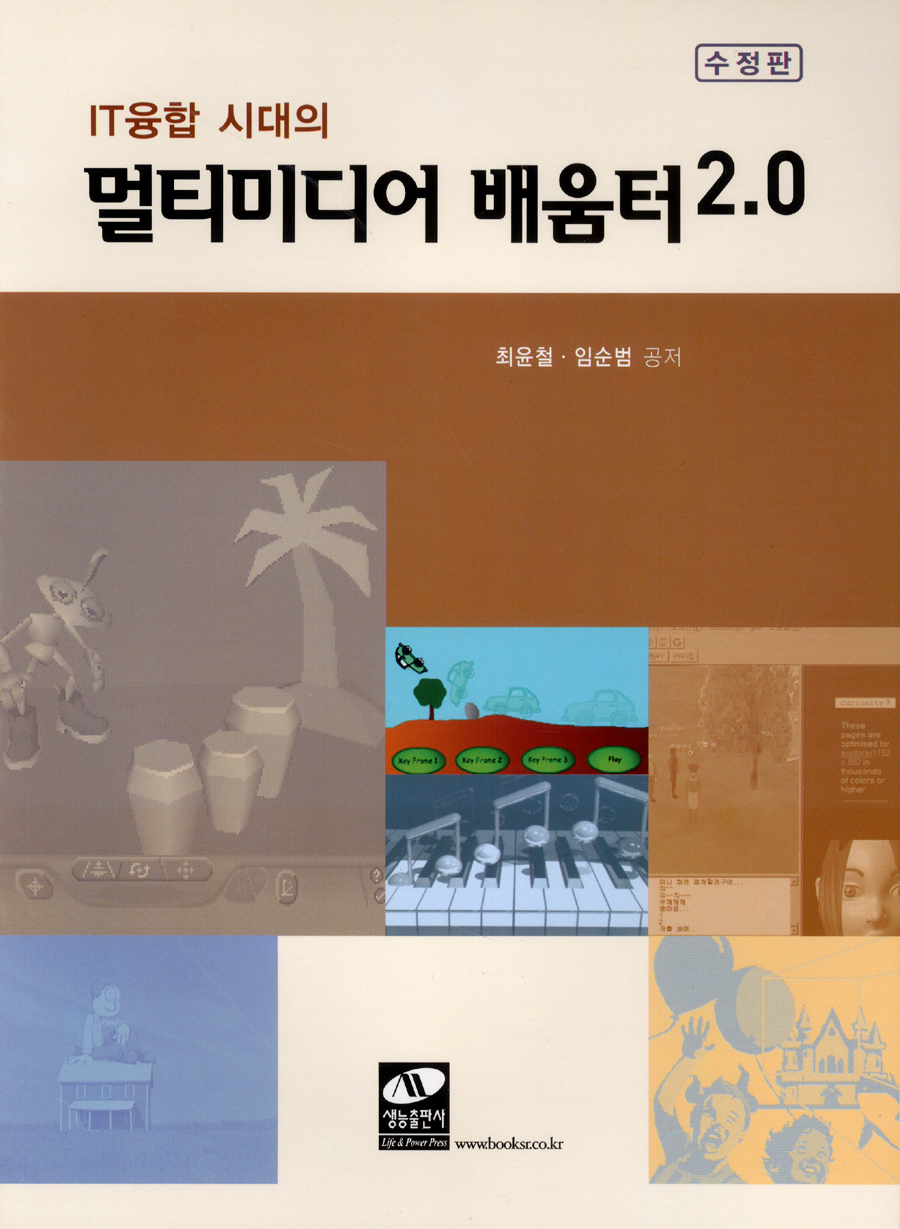 수정판
IT융합 시대의
멀티미디어 배움터 2.0
최윤철 · 임순범 공저
Key Frame 1
Key Frame 2
Key Frame 3
Play
Curiosity?
These
pages are
optimised for
explorer
in
thousands
of colors or
higher
생능출판사
Life & Power Press
www.booksr.co.kr